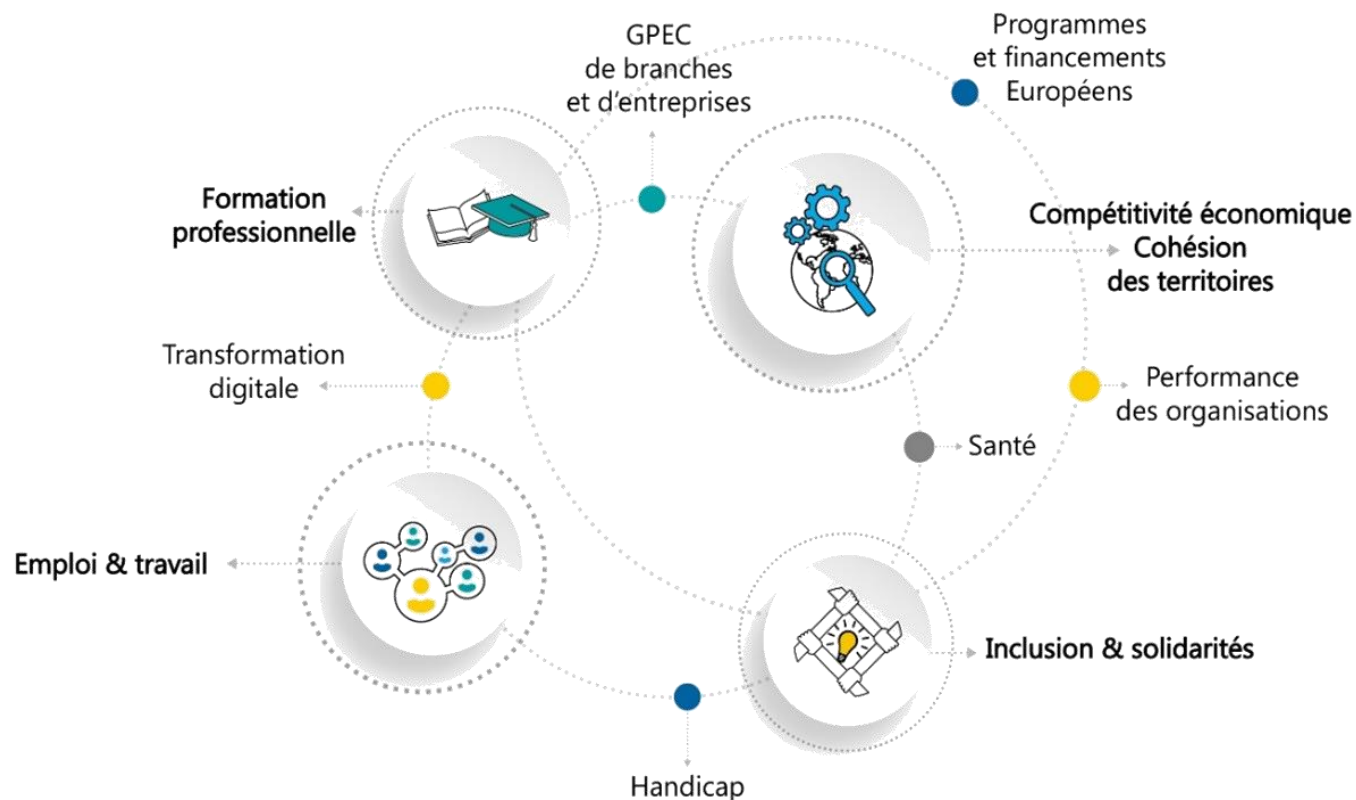 GPEC
de branches
et d'entreprises
Programmes
et financements
Européens
Formation
professionnelle
Compétitivité économique
Cohésion
des territoires
Transformation
digitale
Performance
des organisations
Santé
Emploi & travail
Inclusion & solidarités
Handicap